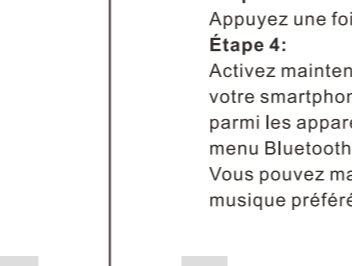 Appuyez une foi
Étape 4:
Activez mainten
votre smartphon
parmi les appare
menu Bluetooth
Vous pouvez ma
musique préféré